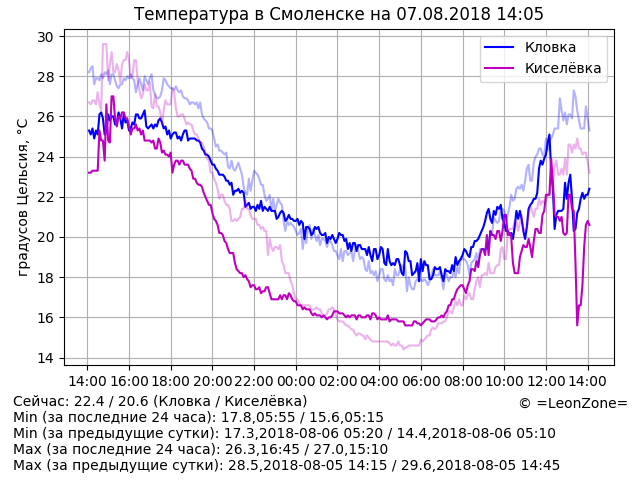 Температура в Смоленске на 07.08.2018 14:05
30
28
26
24
22
20
18
16
14
градусов Цельсия, °C
Кловка
Киселёвка
14:00 16:00 18:00 20:00 22:00 00:00 02:00 04:00 06:00 08:00 10:00 12:00 14:00
Сейчас: 22.4 / 20.6 (Кловка / Киселёвка)
© =LeonZone=
Min (за последние 24 часа): 17.8,05:55 / 15.6,05:15
Min (за предыдущие сутки): 17.3,2018-08-06 05:20 / 14.4,2018-08-06 05:10
Max (за последние 24 часа): 26.3,16:45 / 27.0,15:10
Max (за предыдущие сутки): 28.5,2018-08-05 14:15 / 29.6,2018-08-05 14:45